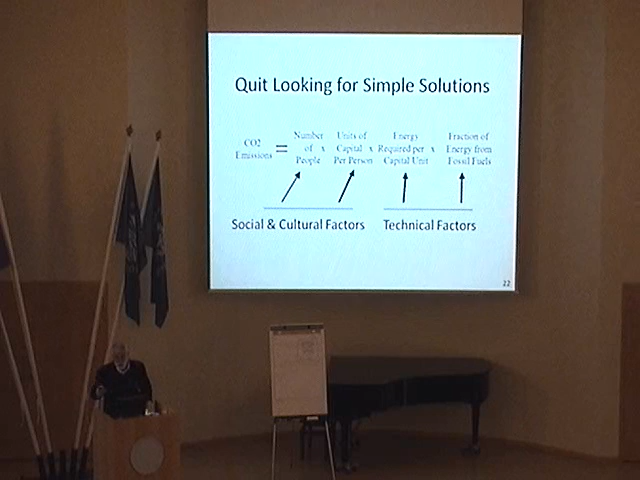 Quit Looking for Simple Solutions
CO2 Emissions = Number of People x Units of Capital Per Person x Energy Required per Capital Unit x Fraction of Energy from Fossil Fuels
Social & Cultural Factors
Technical Factors
22